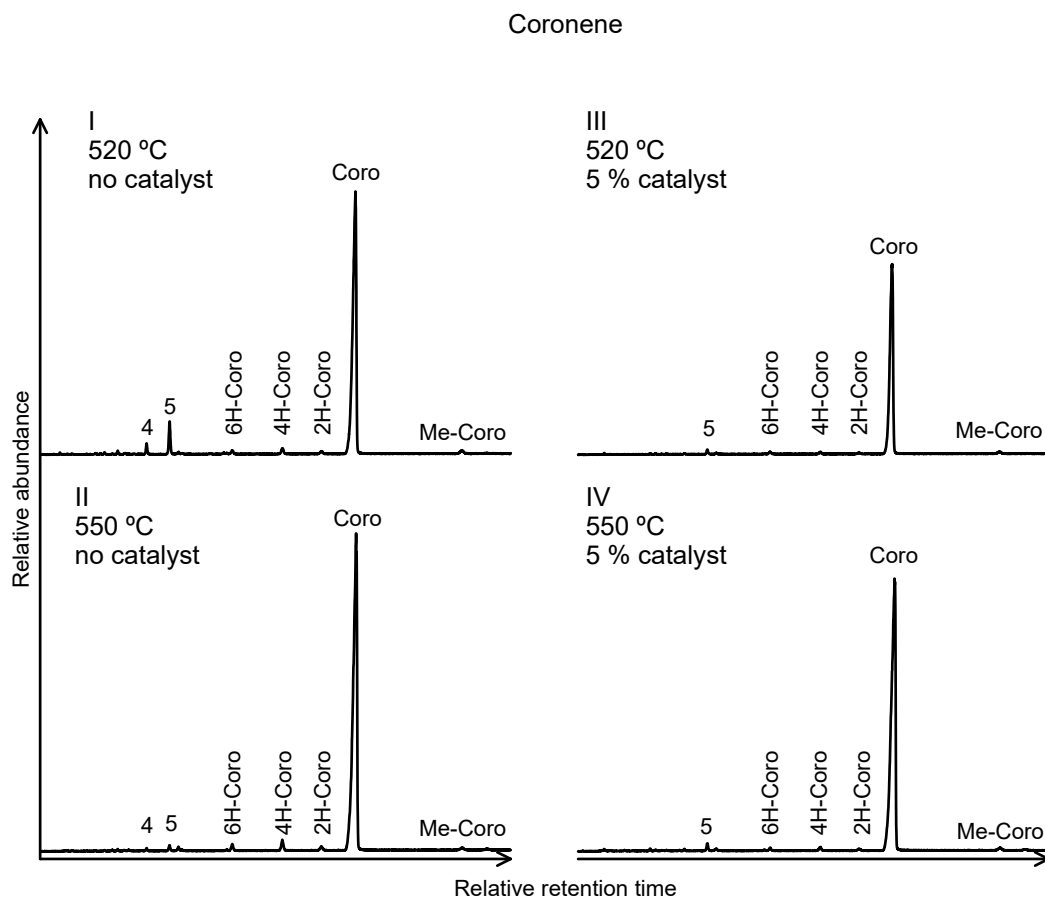 Coronene
I
520 ºC
no catalyst
Coro
4
5
6H-Coro
4H-Coro
2H-Coro
Me-Coro
III
520 ºC
5 % catalyst
Coro
5
6H-Coro
4H-Coro
2H-Coro
Me-Coro
II
550 ºC
no catalyst
Coro
4
5
6H-Coro
4H-Coro
2H-Coro
Me-Coro
IV
550 ºC
5 % catalyst
Coro
5
6H-Coro
4H-Coro
2H-Coro
Me-Coro
Relative abundance
Relative retention time